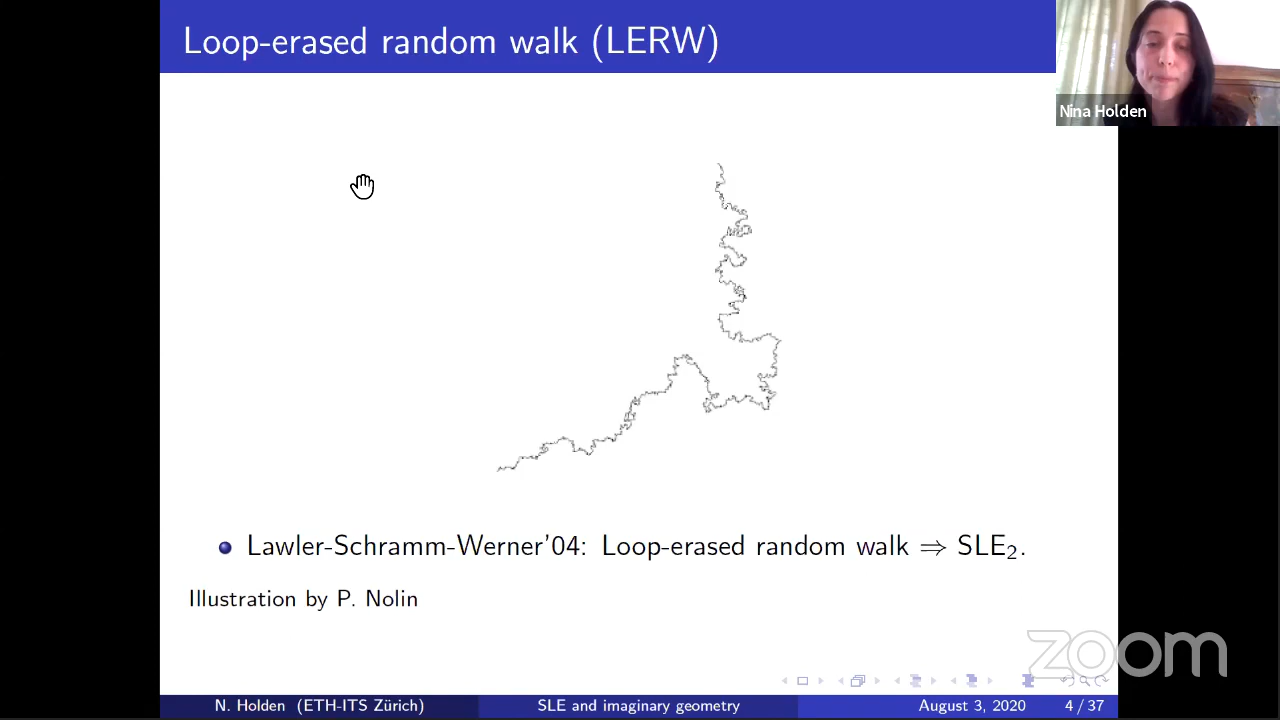 Loop-erased random walk (LERW)
Nina Holden
Lawler-Schramm-Werner'04: Loop-erased random walk ⇒ SLE₂.
Illustration by P. Nolin
zoom
N. Holden (ETH-ITS Zürich) SLE and imaginary geometry August 3, 2020 4 / 37